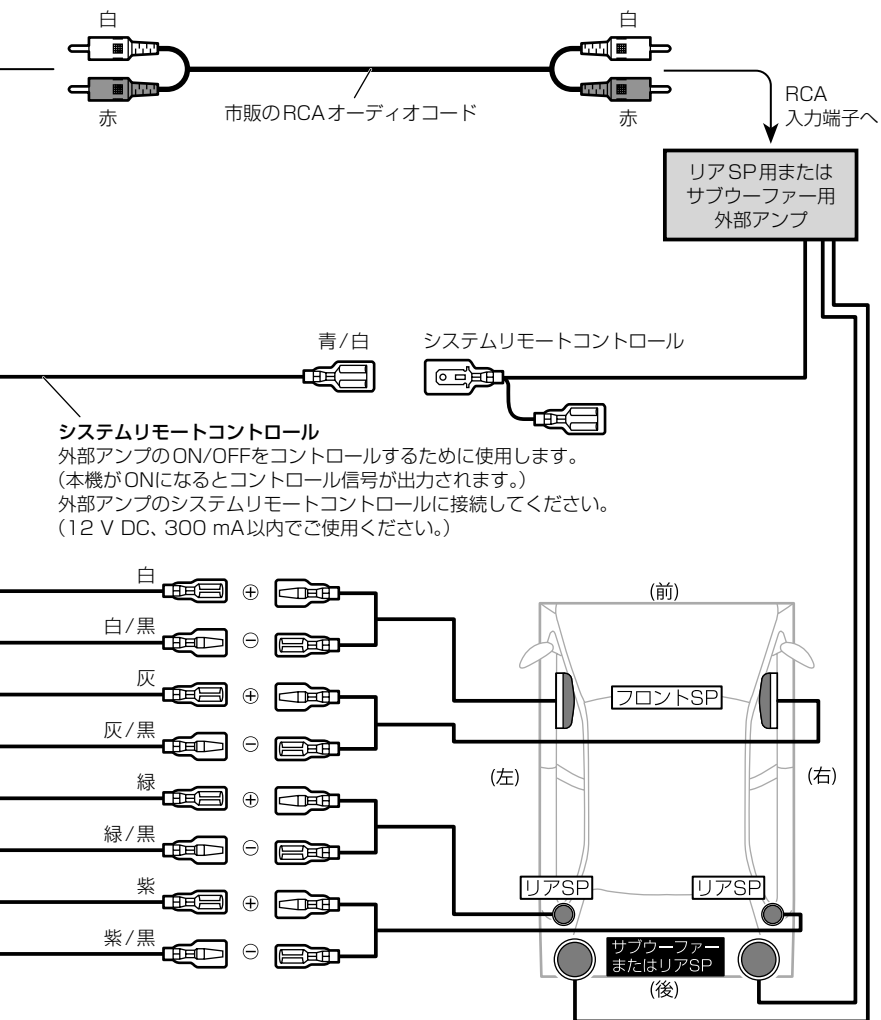 白
白
赤
市販のRCAオーディオコード
赤
RCA
入力端子へ
リアSP用または
サブウーファー用
外部アンプ
青/白
システムリモートコントロール
システムリモートコントロール
外部アンプのON/OFFをコントロールするために使用します。
(本機がONになるとコントロール信号が出力されます。)
外部アンプのシステムリモートコントロールに接続してください。
(12 V DC、300 mA以内でご使用ください。)
白
⊕
(前)
白/黒
⊖
灰
⊕
フロントSP
灰/黒
⊖
(左)
(右)
緑
⊕
緑/黒
⊖
紫
⊕
リアSP
リアSP
紫/黒
⊖
サブウーファー
またはリアSP
(後)